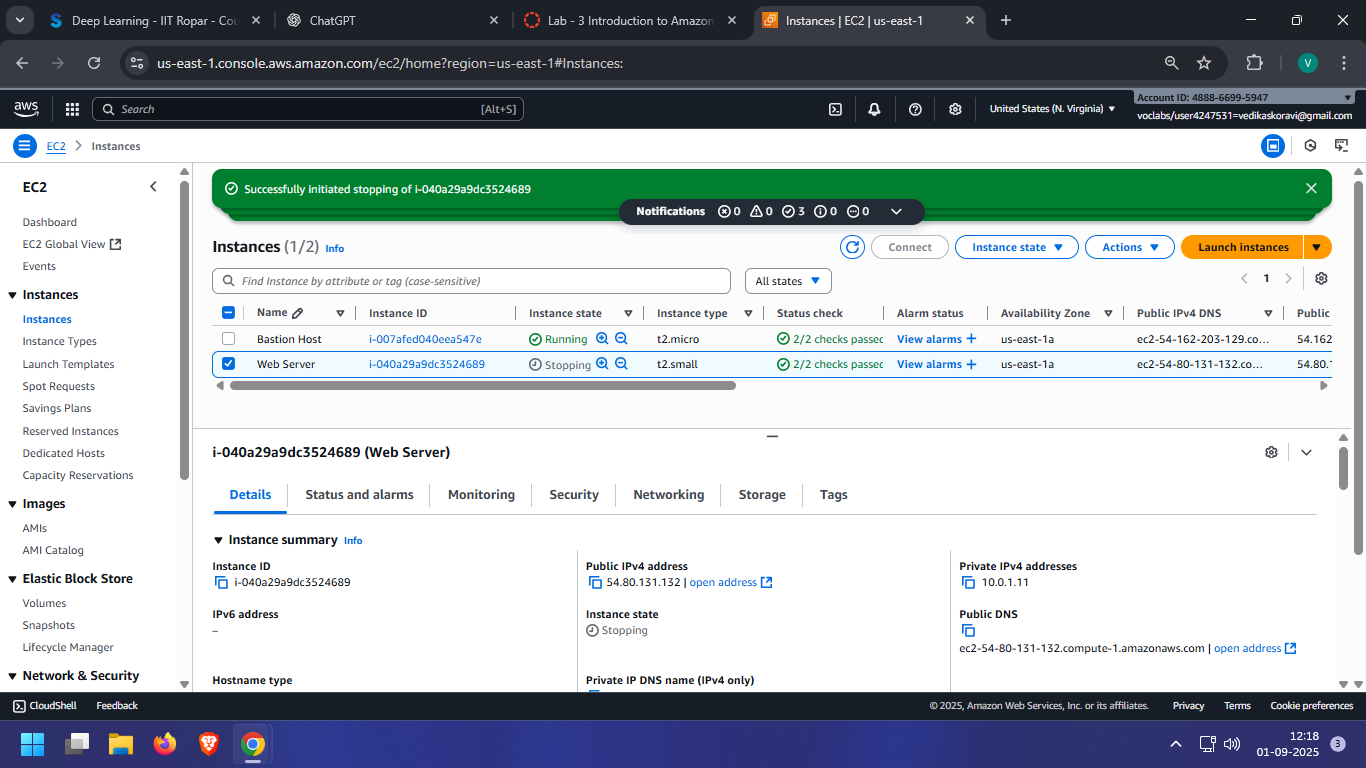 Deep Learning - IIT Ropar - Cou
ChatGPT
Lab - 3 Introduction to Amazon
Instances | EC2 | us-east-1
us-east-1.console.aws.amazon.com/ec2/home?region=us-east-1#Instances:
V
aws
Search
[Alt+S]
United States (N. Virginia)
Account ID: 4888-6699-5947
voclabs/user4247531=vedikaskoravi@gmail.com
EC2
Instances
EC2
Dashboard
EC2 Global View
Events
Instances
Instances
Instance Types
Launch Templates
Spot Requests
Savings Plans
Reserved Instances
Dedicated Hosts
Capacity Reservations
Images
AMIs
AMI Catalog
Elastic Block Store
Volumes
Snapshots
Lifecycle Manager
Network & Security
Successfully initiated stopping of i-040a29a9dc3524689
Notifications 0 0 3 0 0
Instances (1/2) Info
Connect
Instance state
Actions
Launch instances
Find Instance by attribute or tag (case-sensitive)
All states
1
Name Instance ID Instance state Instance type Status check Alarm status Availability Zone Public IPv4 DNS Public
Bastion Host i-007afed040eea547e Running t2.micro 2/2 checks passed View alarms us-east-1a ec2-54-162-203-129.co... 54.162
Web Server i-040a29a9dc3524689 Stopping t2.small 2/2 checks passed View alarms us-east-1a ec2-54-80-131-132.co... 54.80.1
i-040a29a9dc3524689 (Web Server)
Details Status and alarms Monitoring Security Networking Storage Tags
Instance summary Info
Instance ID
i-040a29a9dc3524689
Public IPv4 address
54.80.131.132 | open address
Private IPv4 addresses
10.0.1.11
IPv6 address
–
Instance state
Stopping
Public DNS
ec2-54-80-131-132.compute-1.amazonaws.com | open address
Hostname type
Private IP DNS name (IPv4 only)
CloudShell
Feedback
© 2025, Amazon Web Services, Inc. or its affiliates.
Privacy
Terms
Cookie preferences
12:18
01-09-2025
3